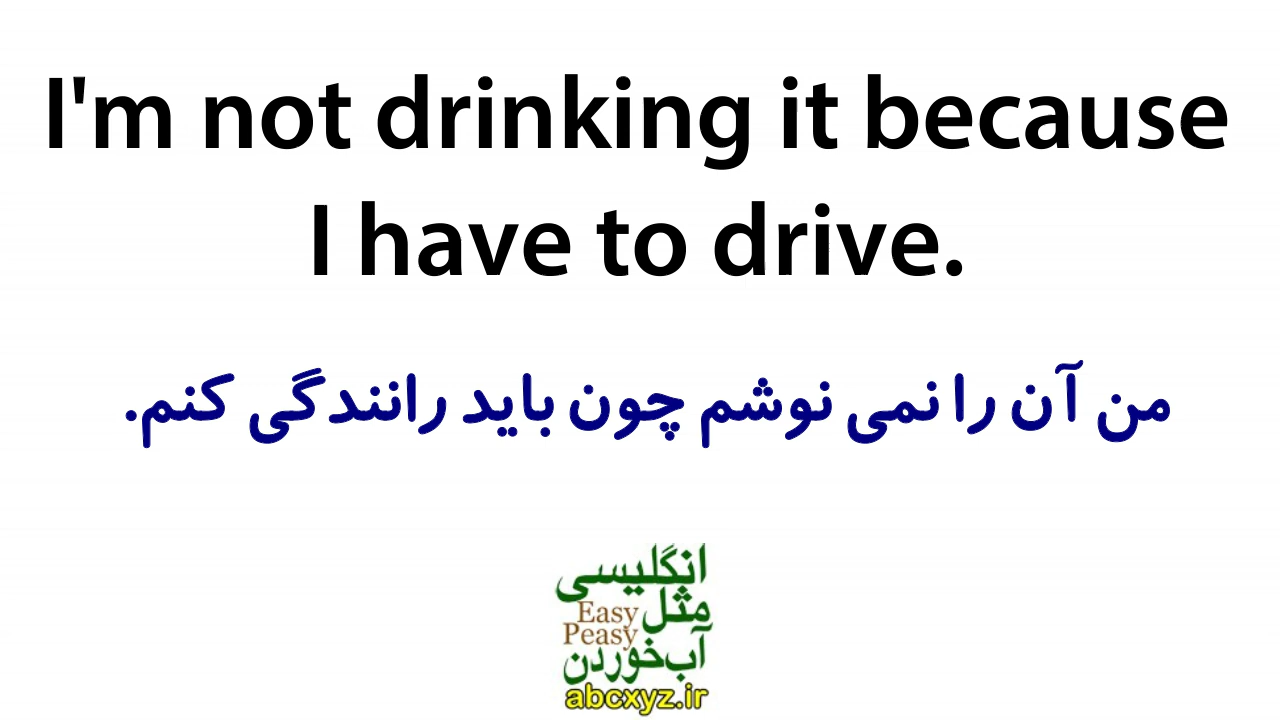 I'm not drinking it because
I have to drive.
من آن را نمی نوشم چون باید رانندگی کنم.
انگلیسی
مثل
Easy
Peasy
آب خوردن
abcxyz.ir